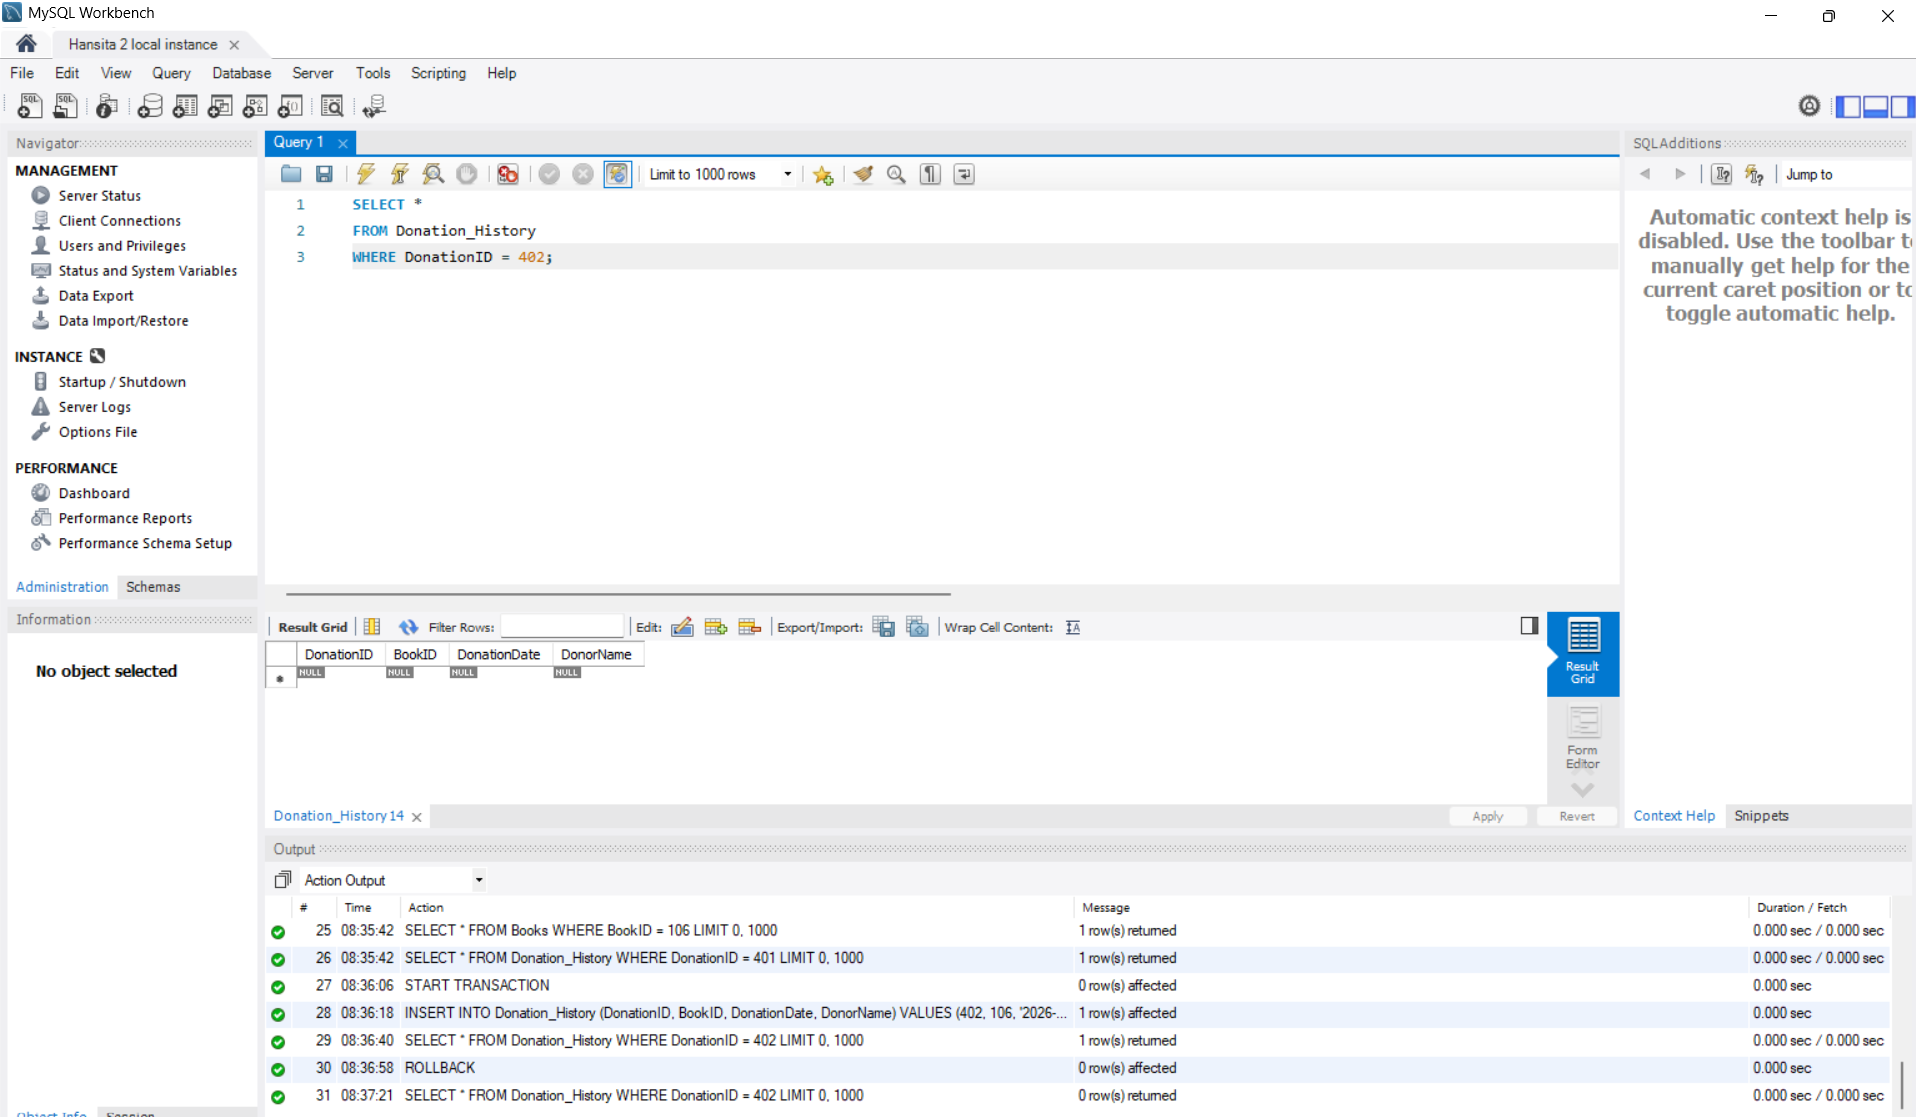 MySQL Workbench
Hansita 2 local instance
File Edit View Query Database Server Tools Scripting Help
Navigator
MANAGEMENT
Server Status
Client Connections
Users and Privileges
Status and System Variables
Data Export
Data Import/Restore
INSTANCE
Startup / Shutdown
Server Logs
Options File
PERFORMANCE
Dashboard
Performance Reports
Performance Schema Setup
Administration Schemas
Information
No object selected
Object Info Session
Query 1
Limit to 1000 rows
1 SELECT *
2 FROM Donation_History
3 WHERE DonationID = 402;
Result Grid Filter Rows: Edit: Export/Import: Wrap Cell Content:
DonationID BookID DonationDate DonorName
NULL NULL NULL NULL
Result
Grid
Form
Editor
Donation_History 14
Apply Revert
SQLAdditions
Jump to
Automatic context help is
disabled. Use the toolbar
manually get help for the
current caret position or
toggle automatic help.
Context Help Snippets
Output
Action Output
# Time Action Message Duration / Fetch
25 08:35:42 SELECT * FROM Books WHERE BookID = 106 LIMIT 0, 1000 1 row(s) returned 0.000 sec / 0.000 sec
26 08:35:42 SELECT * FROM Donation_History WHERE DonationID = 401 LIMIT 0, 1000 1 row(s) returned 0.000 sec / 0.000 sec
27 08:36:06 START TRANSACTION 0 row(s) affected 0.000 sec
28 08:36:18 INSERT INTO Donation_History (DonationID, BookID, DonationDate, DonorName) VALUES (402, 106, '2026-... 1 row(s) affected 0.000 sec
29 08:36:40 SELECT * FROM Donation_History WHERE DonationID = 402 LIMIT 0, 1000 1 row(s) returned 0.000 sec / 0.000 sec
30 08:36:58 ROLLBACK 0 row(s) affected 0.000 sec
31 08:37:21 SELECT * FROM Donation_History WHERE DonationID = 402 LIMIT 0, 1000 0 row(s) returned 0.000 sec / 0.000 sec